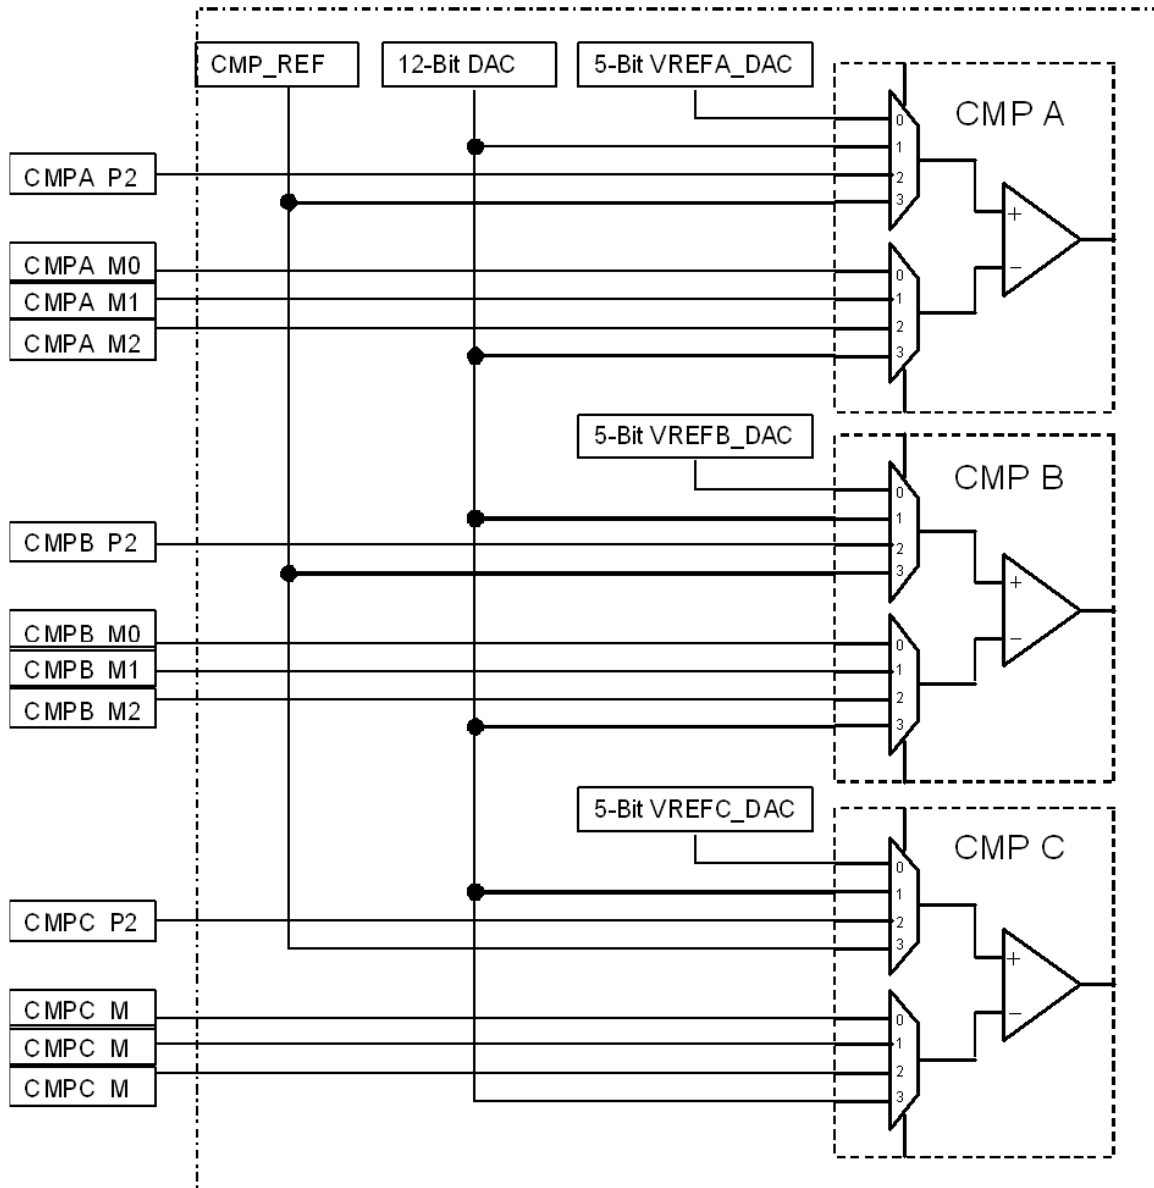 CMP_REF
12-Bit DAC
5-Bit VREFA_DAC
CMP A
CMPA P2
0
1
2
3
+
CMPA M0
CMPA M1
CMPA M2
0
1
2
3
−
5-Bit VREFB_DAC
CMP B
CMPB P2
0
1
2
3
+
CMPB M0
CMPB M1
CMPB M2
0
1
2
3
−
5-Bit VREFC_DAC
CMP C
CMPC P2
0
1
2
3
+
CMPC M
CMPC M
CMPC M
0
1
2
3
−